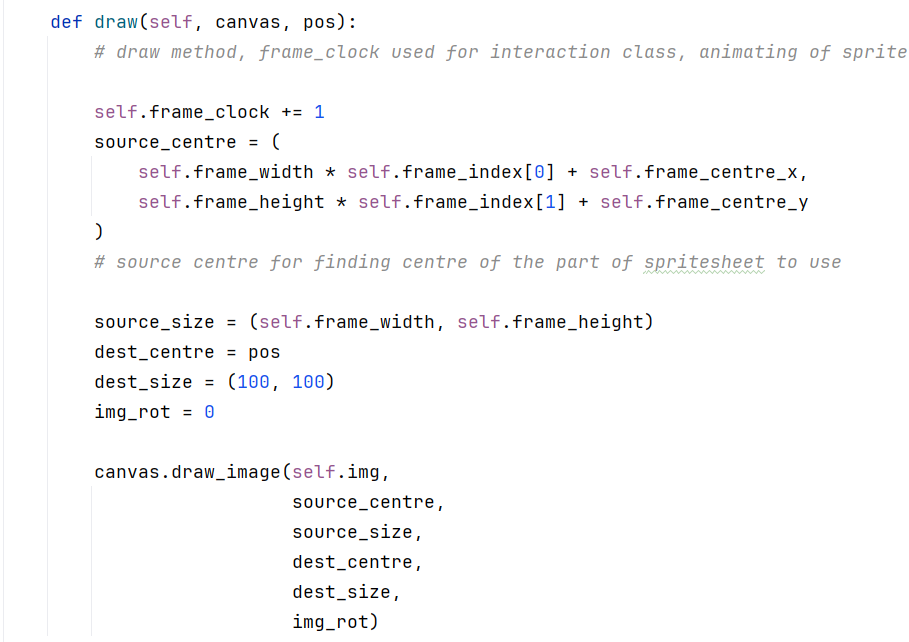 def draw(self, canvas, pos):
# draw method, frame_clock used for interaction class, animating of sprite
self.frame_clock += 1
source_centre = (
self.frame_width * self.frame_index[0] + self.frame_centre_x,
self.frame_height * self.frame_index[1] + self.frame_centre_y
)
# source centre for finding centre of the part of spritesheet to use
source_size = (self.frame_width, self.frame_height)
dest_centre = pos
dest_size = (100, 100)
img_rot = 0
canvas.draw_image(self.img,
source_centre,
source_size,
dest_centre,
dest_size,
img_rot)